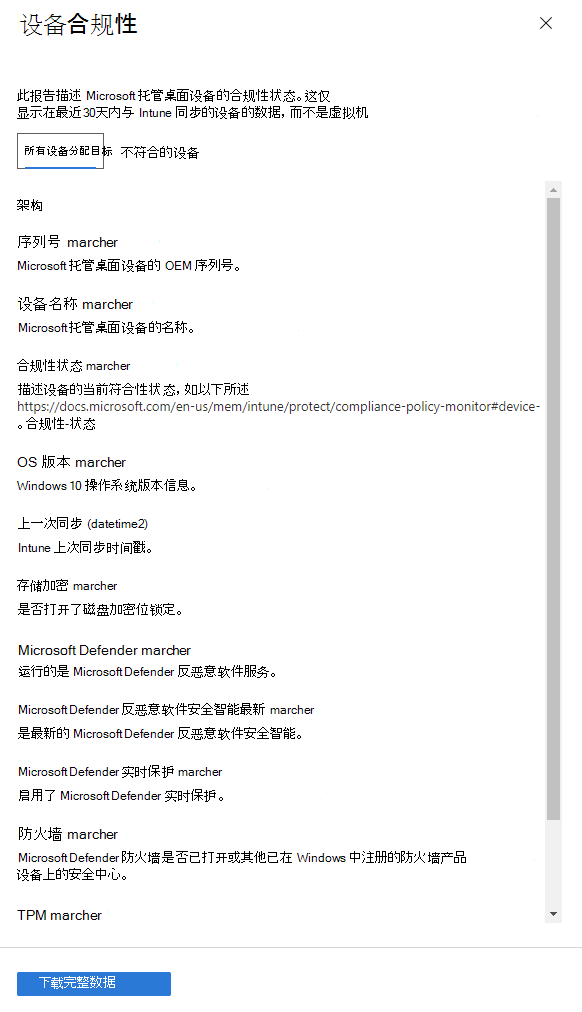 设备合规性
此报告描述 Microsoft 托管桌面设备的合规性状态。这仅
显示在最近30天内与 Intune 同步的设备的数据,而不是虚拟机
所有设备分配目标 不符合的设备
架构
序列号 marcher
Microsoft 托管桌面设备的 OEM 序列号。
设备名称 marcher
Microsoft 托管桌面设备的名称。
合规性状态 marcher
描述设备的当前符合性状态,如以下所述
https://docs.microsoft.com/en-us/mem/intune/protect/compliance-policy-monitor#device-
。合规性-状态
OS 版本 marcher
Windows 10 操作系统版本信息。
上一次同步 (datetime2)
Intune 上次同步时间戳。
存储加密 marcher
是否打开了磁盘加密位锁定。
Microsoft Defender marcher
运行的是 Microsoft Defender 反恶意软件服务。
Microsoft Defender 反恶意软件安全智能最新 marcher
是最新的 Microsoft Defender 反恶意软件安全智能。
Microsoft Defender 实时保护 marcher
启用了 Microsoft Defender 实时保护。
防火墙 marcher
Microsoft Defender 防火墙是否已打开或其他已在 Windows 中注册的防火墙产品
设备上的安全中心。
TPM marcher
下载完整数据